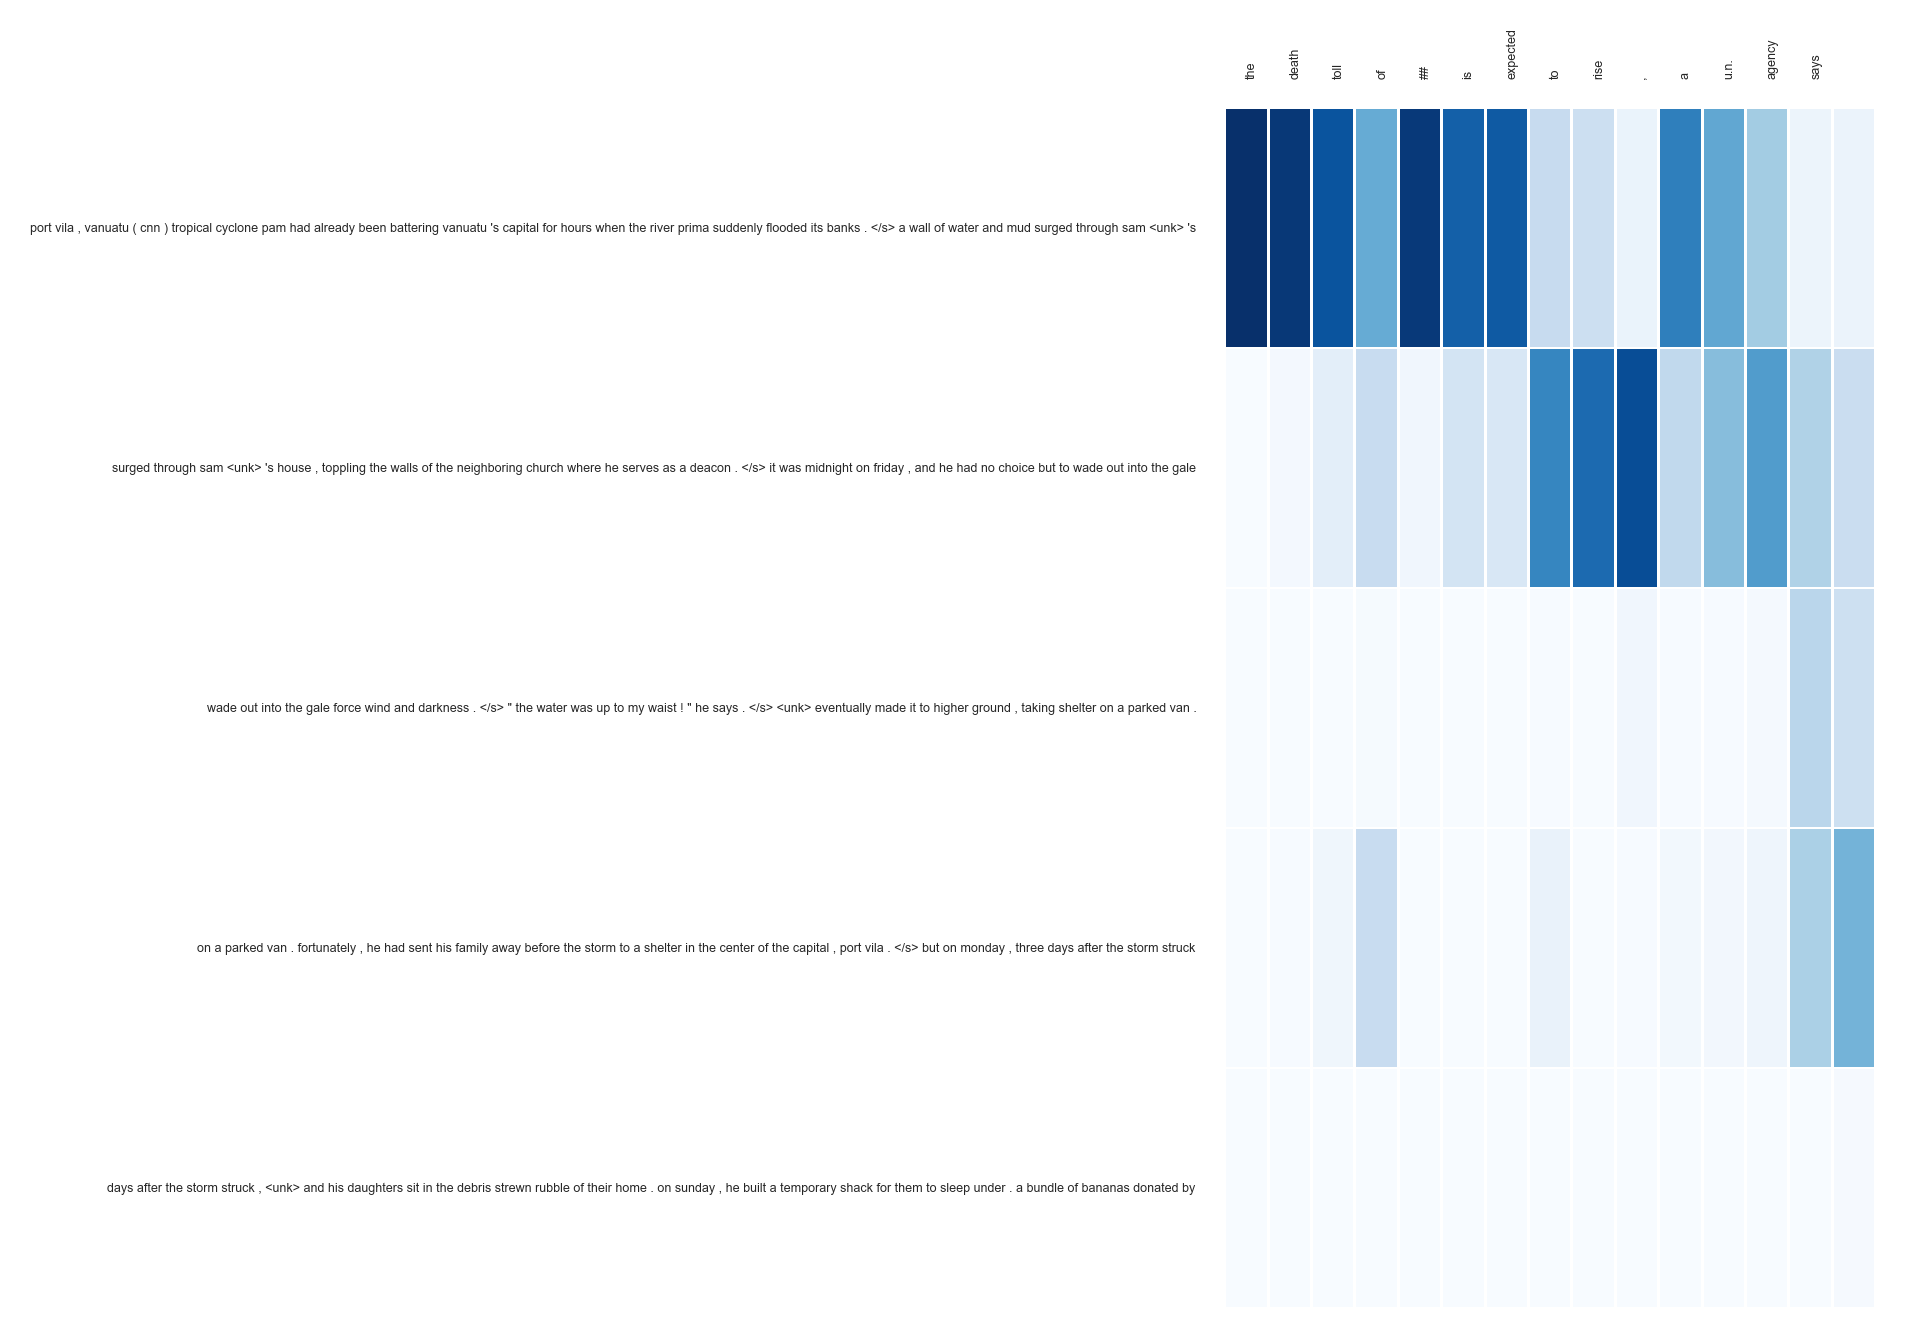 the death toll of ## is expected to rise , a u.n. agency says
port vila , vanuatu ( cnn ) tropical cyclone pam had already been battering vanuatu 's capital for hours when the river prima suddenly flooded its banks . </s> a wall of water and mud surged through sam <unk> 's
surged through sam <unk> 's house , toppling the walls of the neighboring church where he serves as a deacon . </s> it was midnight on friday , and he had no choice but to wade out into the gale
wade out into the gale force wind and darkness . </s> " the water was up to my waist ! " he says . </s> <unk> eventually made it to higher ground , taking shelter on a parked van .
on a parked van . fortunately , he had sent his family away before the storm to a shelter in the center of the capital , port vila . </s> but on monday , three days after the storm struck
days after the storm struck , <unk> and his daughters sit in the debris strewn rubble of their home . on sunday , he built a temporary shack for them to sleep under . a bundle of bananas donated by